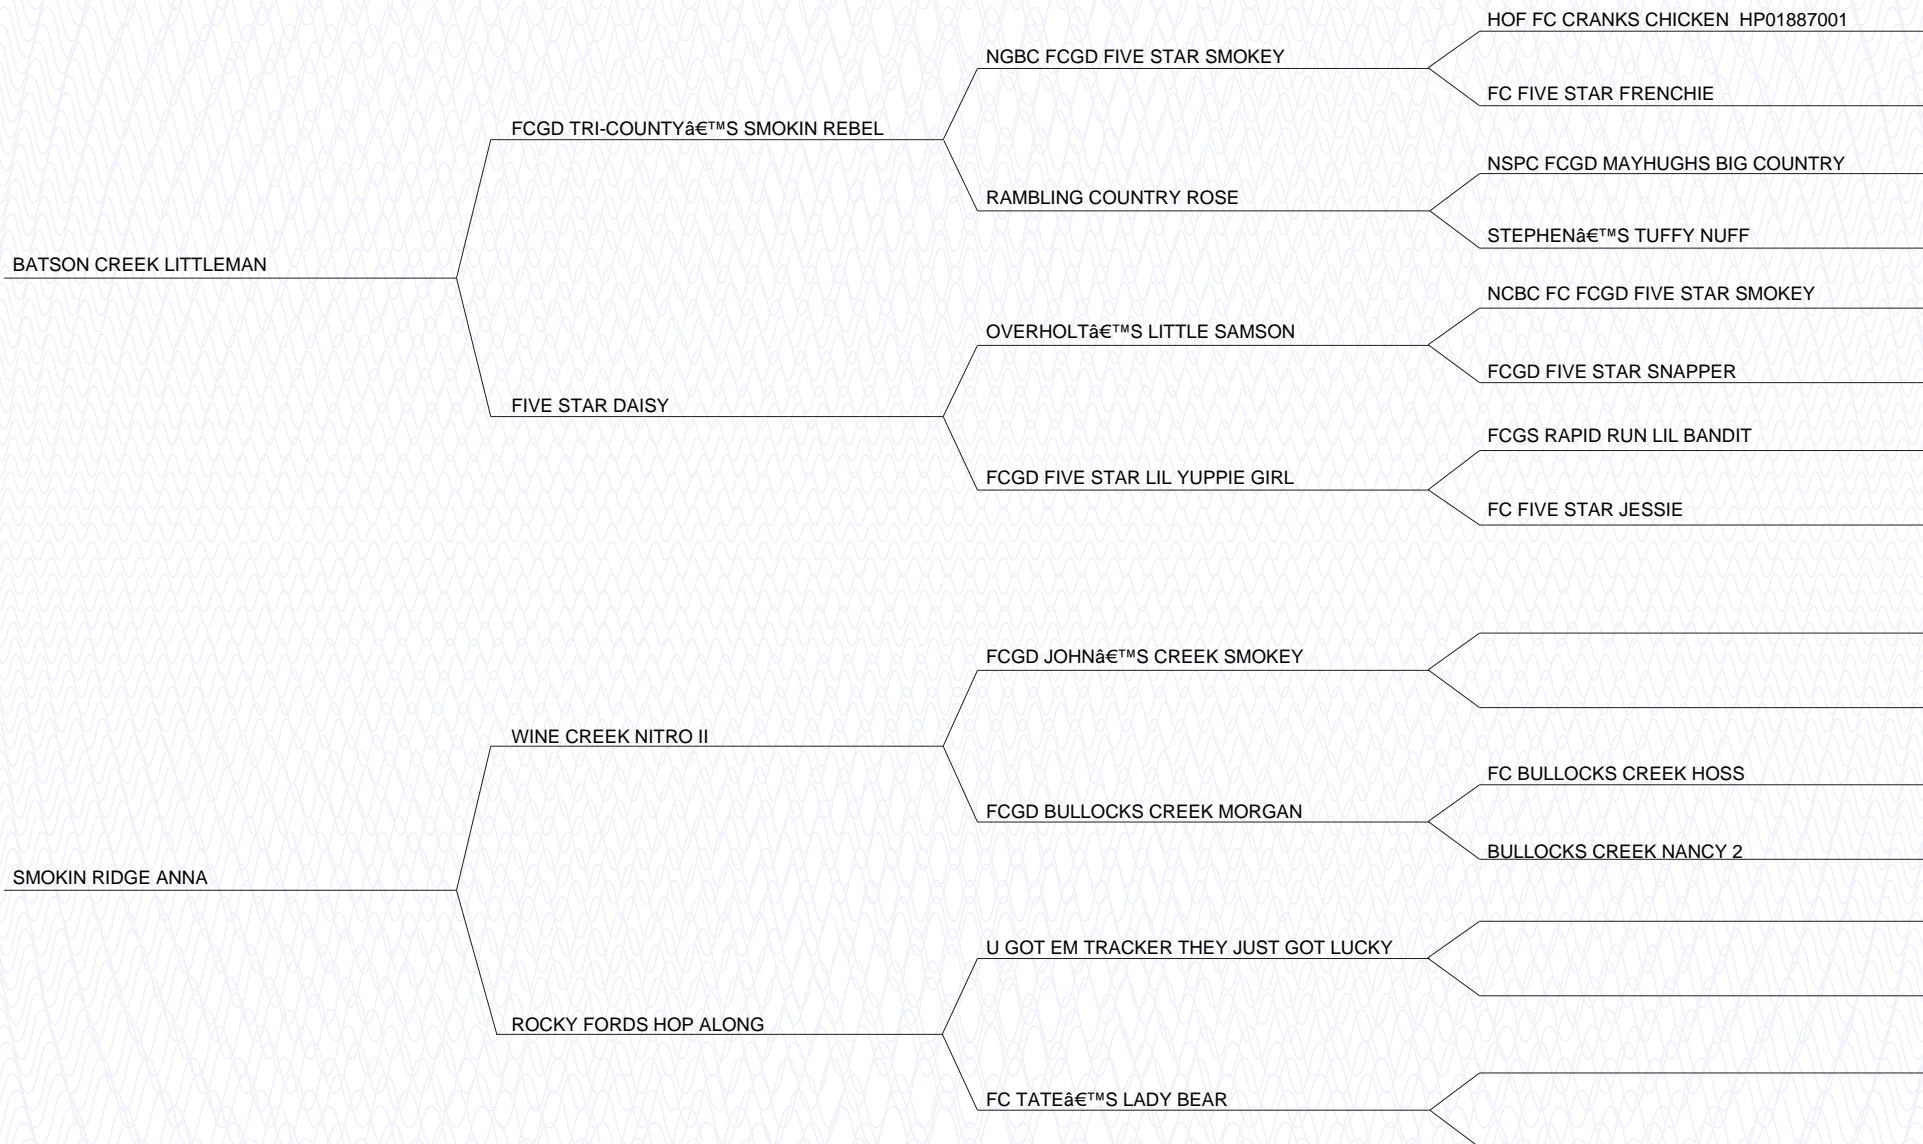 HOF FC CRANKS CHICKEN  HP01887001
NGBC FCGD FIVE STAR SMOKEY
FC FIVE STAR FRENCHIE
FCGD TRI-COUNTYâ€™S SMOKIN REBEL
NSPC FCGD MAYHUGHS BIG COUNTRY
RAMBLING COUNTRY ROSE
STEPHENâ€™S TUFFY NUFF
BATSON CREEK LITTLEMAN
NCBC FC FCGD FIVE STAR SMOKEY
OVERHOLTâ€™S LITTLE SAMSON
FCGD FIVE STAR SNAPPER
FIVE STAR DAISY
FCGS RAPID RUN LIL BANDIT
FCGD FIVE STAR LIL YUPPIE GIRL
FC FIVE STAR JESSIE
FCGD JOHNâ€™S CREEK SMOKEY
WINE CREEK NITRO II
FC BULLOCKS CREEK HOSS
FCGD BULLOCKS CREEK MORGAN
BULLOCKS CREEK NANCY 2
SMOKIN RIDGE ANNA
U GOT EM TRACKER THEY JUST GOT LUCKY
ROCKY FORDS HOP ALONG
FC TATEâ€™S LADY BEAR